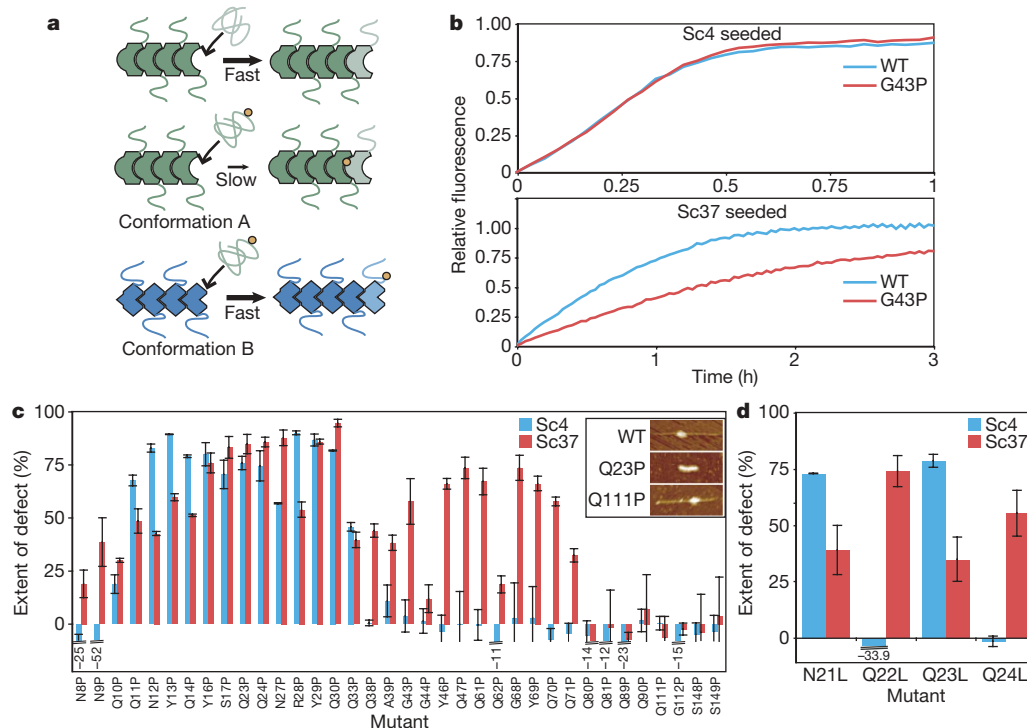 a
Fast
Slow
Conformation A
Fast
Conformation B
b
Relative fluorescence
1.00
0.75
0.50
0.25
0
Sc4 seeded
WT
G43P
0
0.25
0.50
0.75
1
1.00
0.75
0.50
0.25
0
Sc37 seeded
WT
G43P
0
1
2
3
Time (h)
c
Extent of defect (%)
100
75
50
25
0
Sc4
Sc37
WT
Q23P
Q111P
−25
−52
−11
−14
−12
−23
−15
N8P
N9P
Q10P
Q11P
N12P
Y13P
Q14P
Y16P
S17P
Q23P
Q24P
N27P
R28P
Y29P
Q30P
Q33P
Q38P
A39P
G43P
G44P
Y46P
Q47P
Q61P
Q62P
G68P
Y69P
Q70P
Q71P
Q80P
Q81P
Q89P
Q90P
Q111P
G112P
S148P
S149P
Mutant
d
Extent of defect (%)
100
75
50
25
0
Sc4
Sc37
−33.9
N21L
Q22L
Q23L
Q24L
Mutant